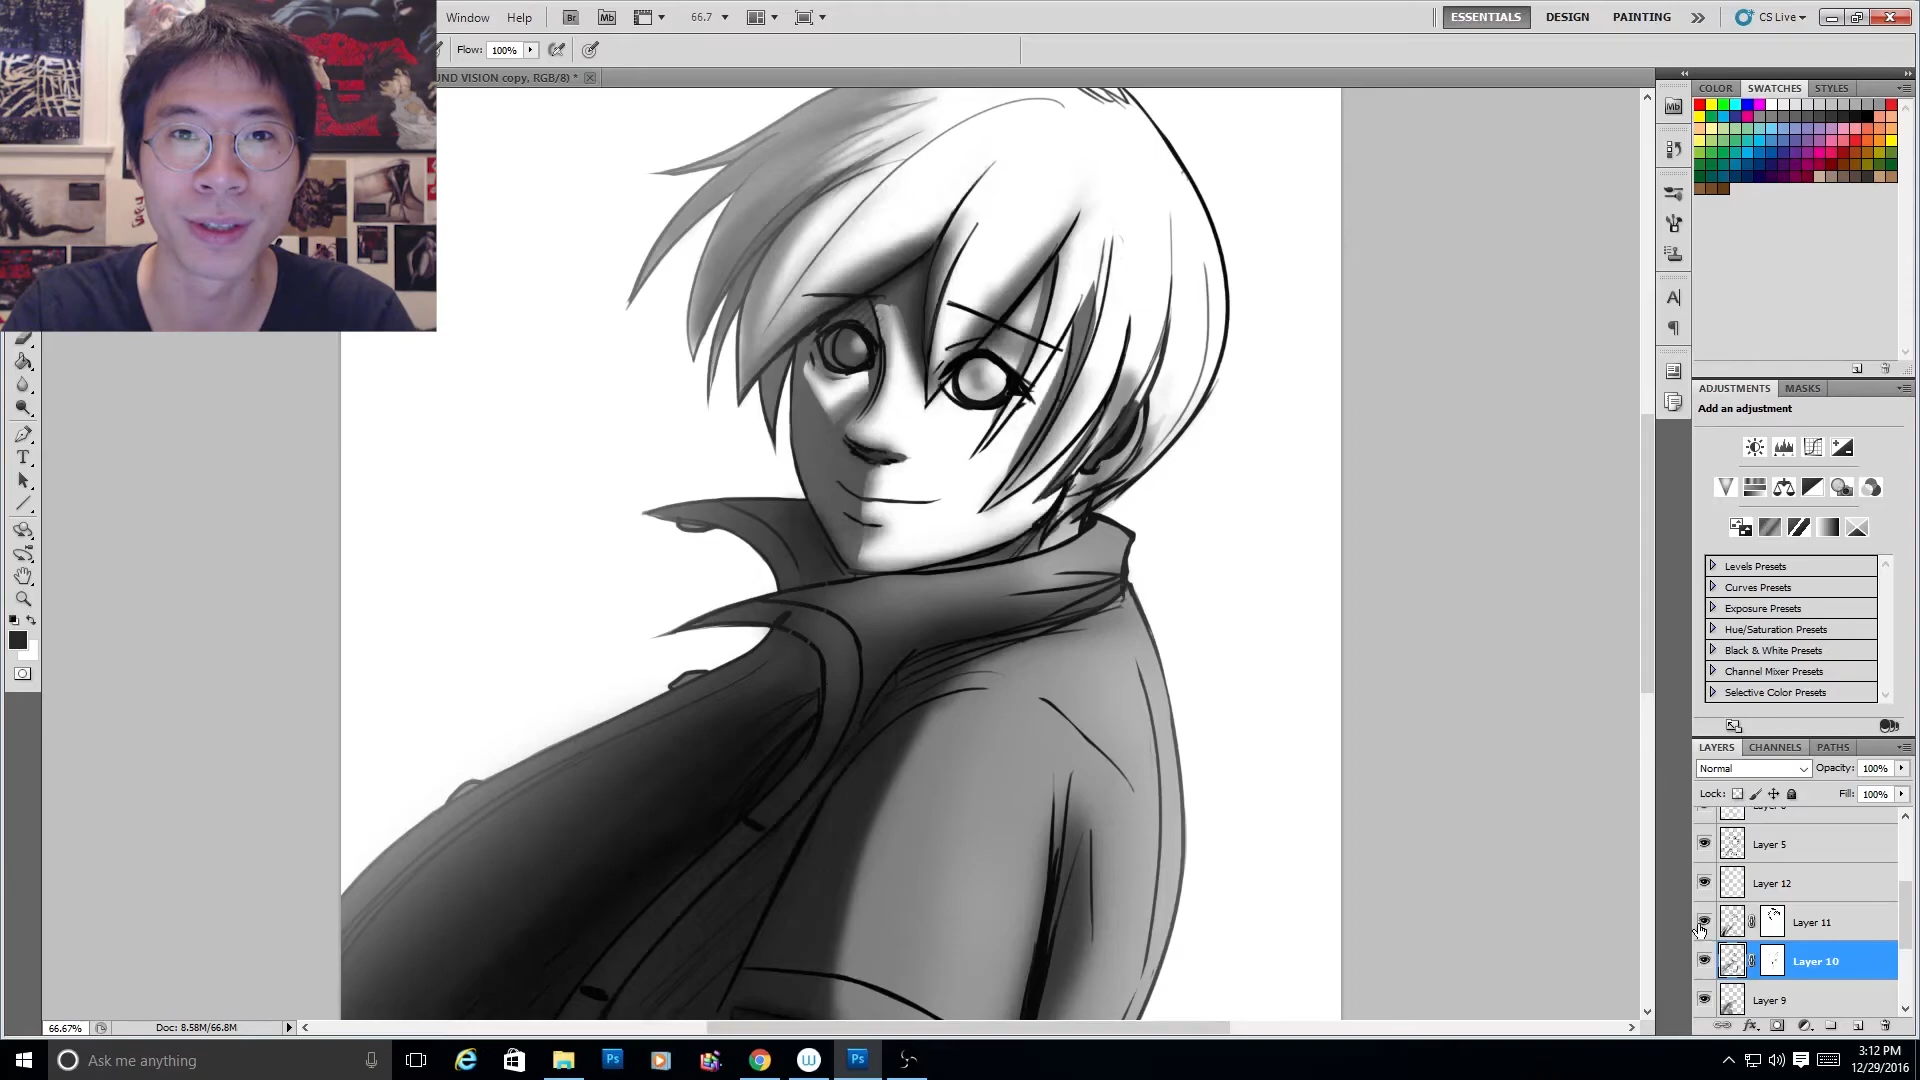 Window Help Br Mb 66.7 ESSENTIALS DESIGN PAINTING CS Live
Flow: 100%
UND VISION copy, RGB/8) *
COLOR SWATCHES STYLES
Mb
ADJUSTMENTS MASKS
Add an adjustment
Levels Presets
Curves Presets
Exposure Presets
Hue/Saturation Presets
Black & White Presets
Channel Mixer Presets
Selective Color Presets
LAYERS CHANNELS PATHS
Normal Opacity: 100%
Lock: Fill: 100%
Layer 5
Layer 12
Layer 11
Layer 10
Layer 9
66.67% Doc: 8.58M/66.8M
Ask me anything
3:12 PM
12/29/2016